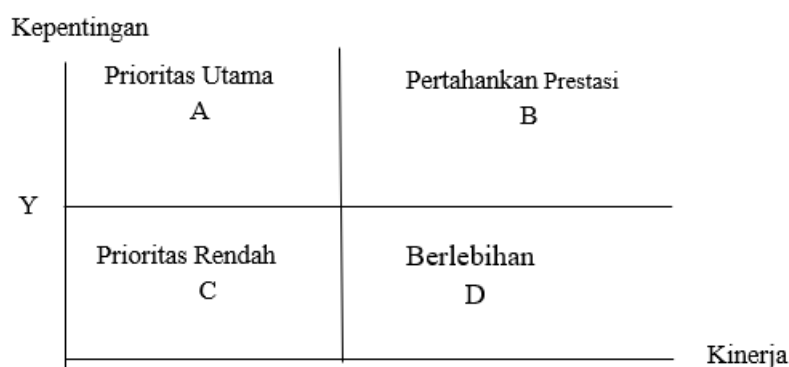 Kepentingan
Prioritas Utama
A
Pertahankan Prestasi
B
Y
Prioritas Rendah
C
Berlebihan
D
Kinerja